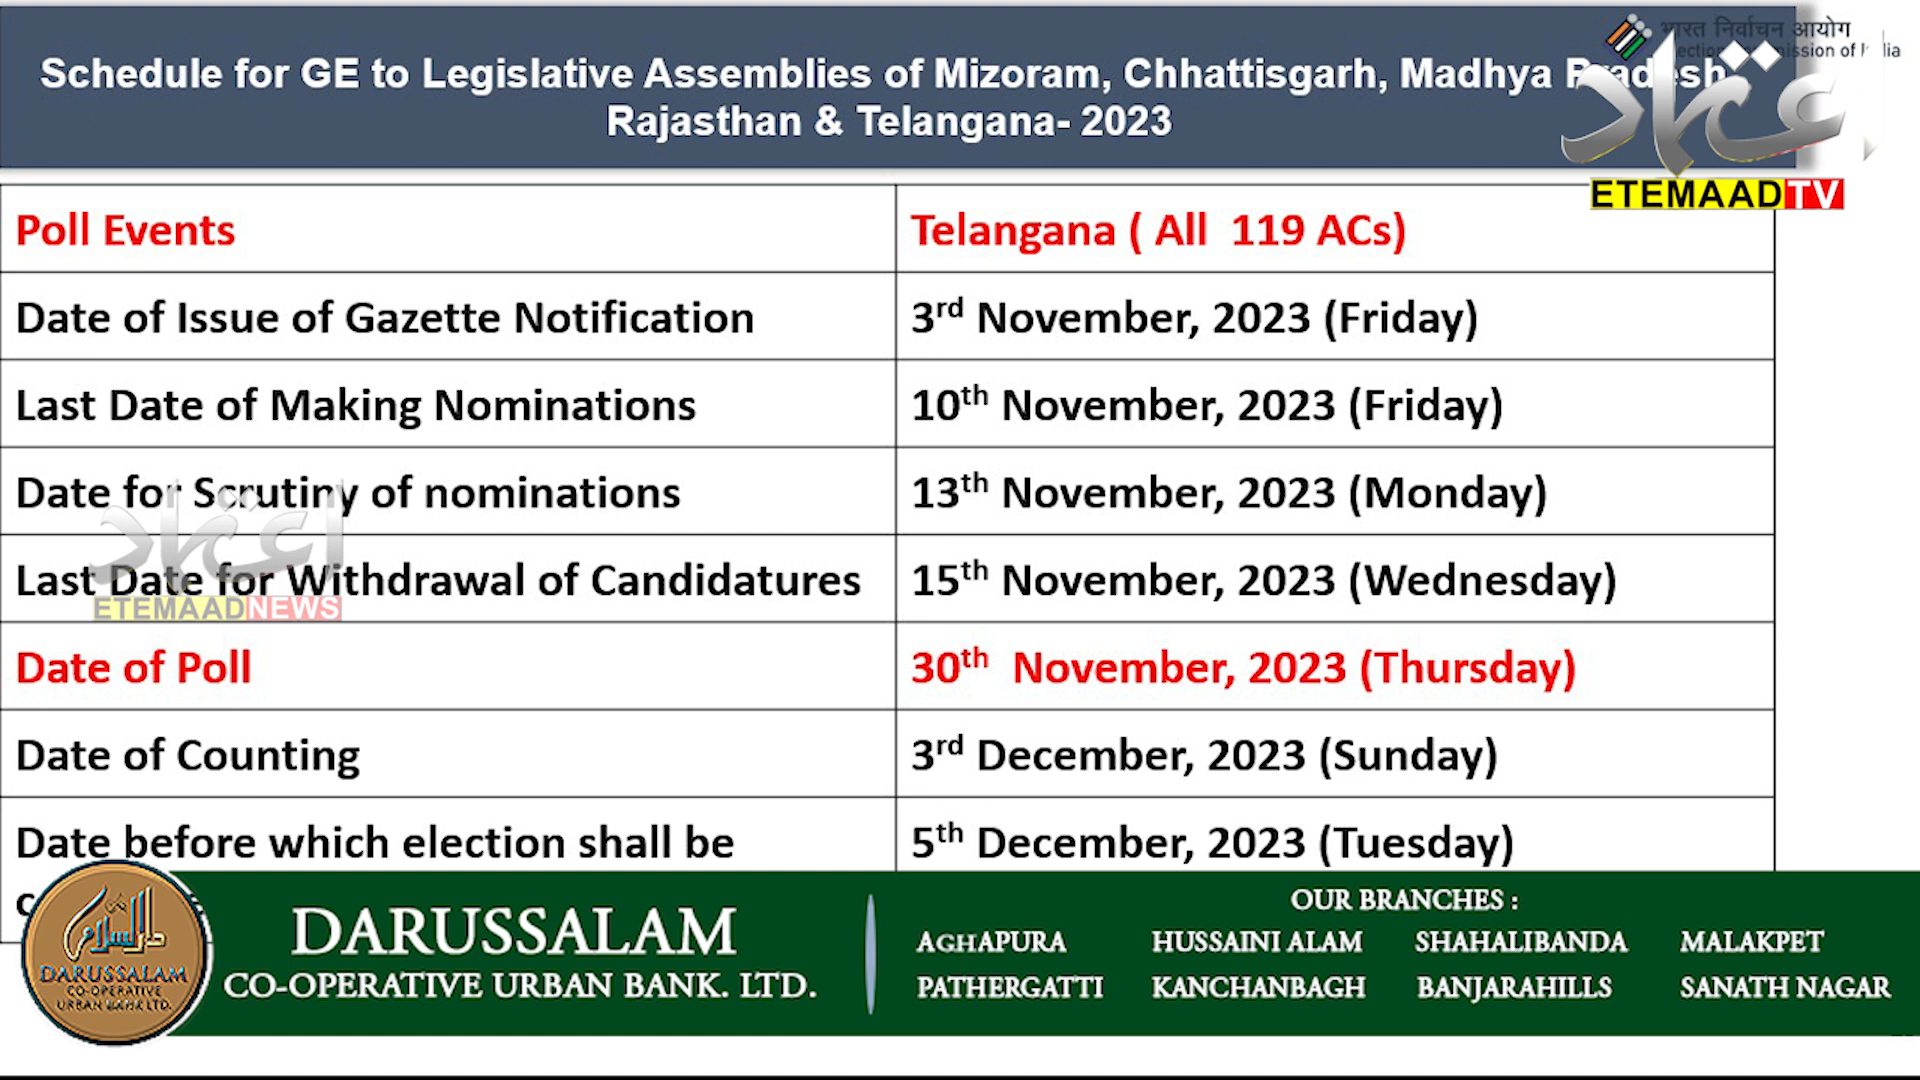 भारत निर्वाचन आयोग
Schedule for GE to Legislative Assemblies of Mizoram, Chhattisgarh, Madhya Pradesh
Rajasthan & Telangana- 2023
اعتماد
ETEMAADTV
Poll Events
Telangana ( All 119 ACs)
Date of Issue of Gazette Notification
3rd November, 2023 (Friday)
Last Date of Making Nominations
10th November, 2023 (Friday)
Date for Scrutiny of nominations
13th November, 2023 (Monday)
اعتماد
Last Date for Withdrawal of Candidatures
15th November, 2023 (Wednesday)
ETEMAADNEWS
Date of Poll
30th November, 2023 (Thursday)
Date of Counting
3rd December, 2023 (Sunday)
Date before which election shall be
5th December, 2023 (Tuesday)
دارالسلام
DARUSSALAM
CO-OPERATIVE
URBAN BANK LTD.
DARUSSALAM
CO-OPERATIVE URBAN BANK. LTD.
OUR BRANCHES :
AGHAPURA HUSSAINI ALAM SHAHALIBANDA MALAKPET
PATHERGATTI KANCHANBAGH BANJARAHILLS SANATH NAGAR